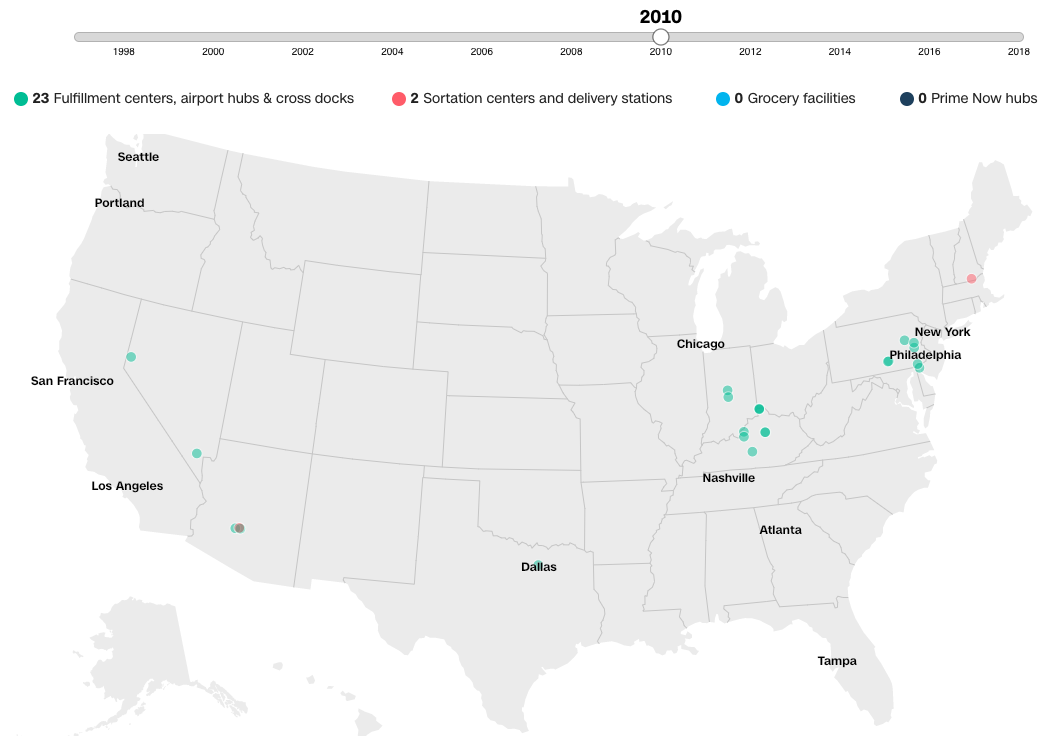 2010
1998 2000 2002 2004 2006 2008 2010 2012 2014 2016 2018
23 Fulfillment centers, airport hubs & cross docks 2 Sortation centers and delivery stations 0 Grocery facilities 0 Prime Now hubs
Seattle
Portland
New York
Chicago
Philadelphia
San Francisco
Nashville
Los Angeles
Atlanta
Dallas
Tampa